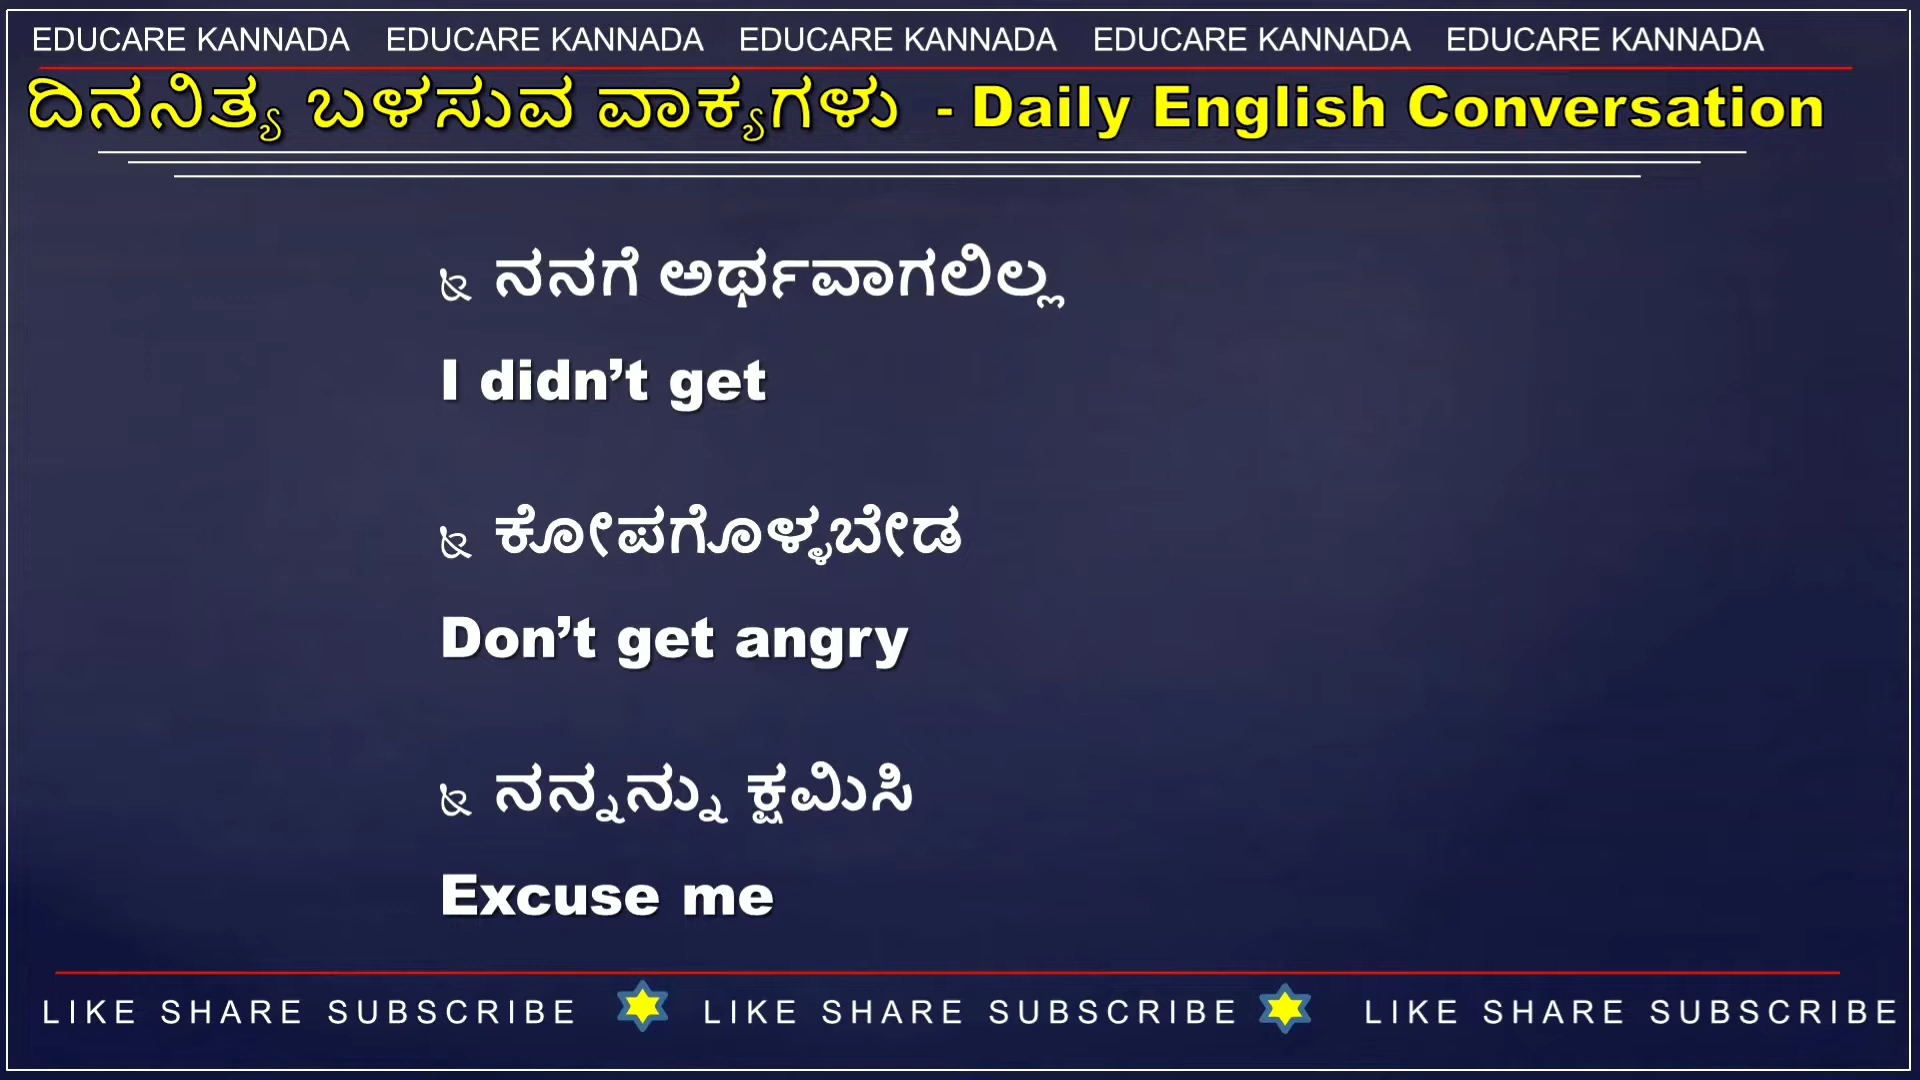 EDUCARE KANNADA EDUCARE KANNADA EDUCARE KANNADA EDUCARE KANNADA EDUCARE KANNADA
ದಿನನಿತ್ಯ ಬಳಸುವ ವಾಕ್ಯಗಳು - Daily English Conversation
ನನಗೆ ಅರ್ಥವಾಗಲಿಲ್ಲ
I didn’t get
ಕೋಪಗೊಳ್ಳಬೇಡ
Don’t get angry
ನನ್ನನ್ನು ಕ್ಷಮಿಸಿ
Excuse me
LIKE SHARE SUBSCRIBE LIKE SHARE SUBSCRIBE LIKE SHARE SUBSCRIBE